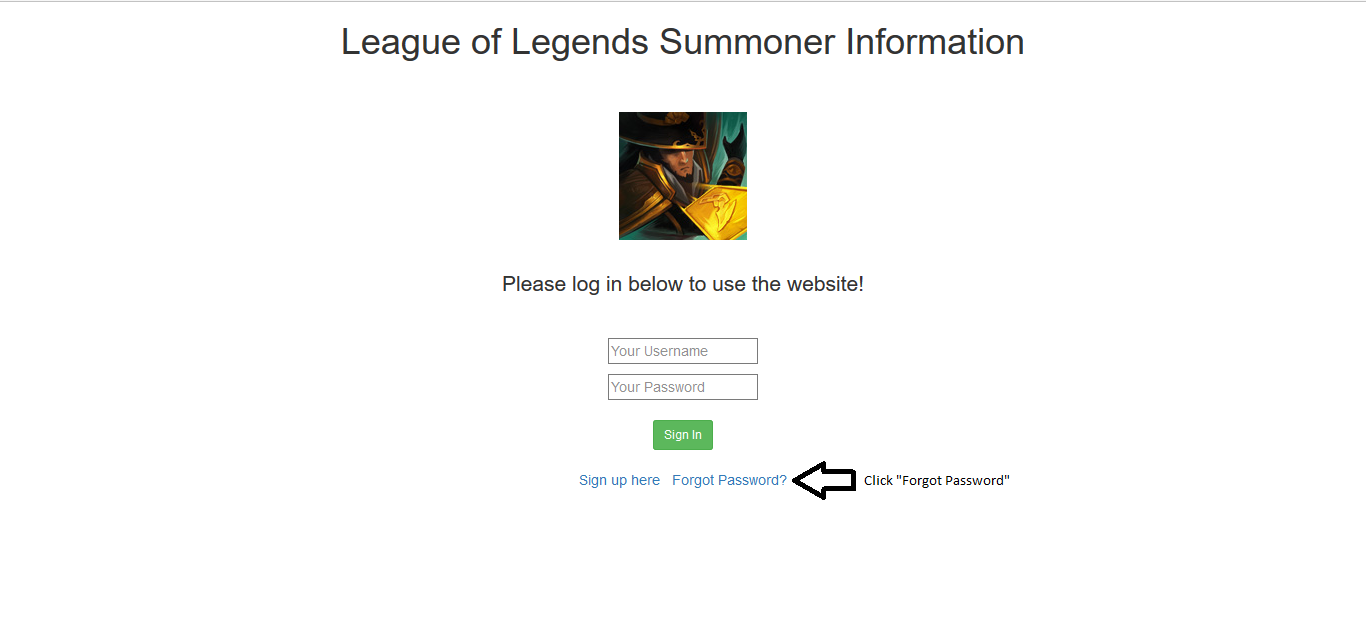 League of Legends Summoner Information
Please log in below to use the website!
Your Username
Your Password
Sign In
Sign up here Forgot Password? Click "Forgot Password"